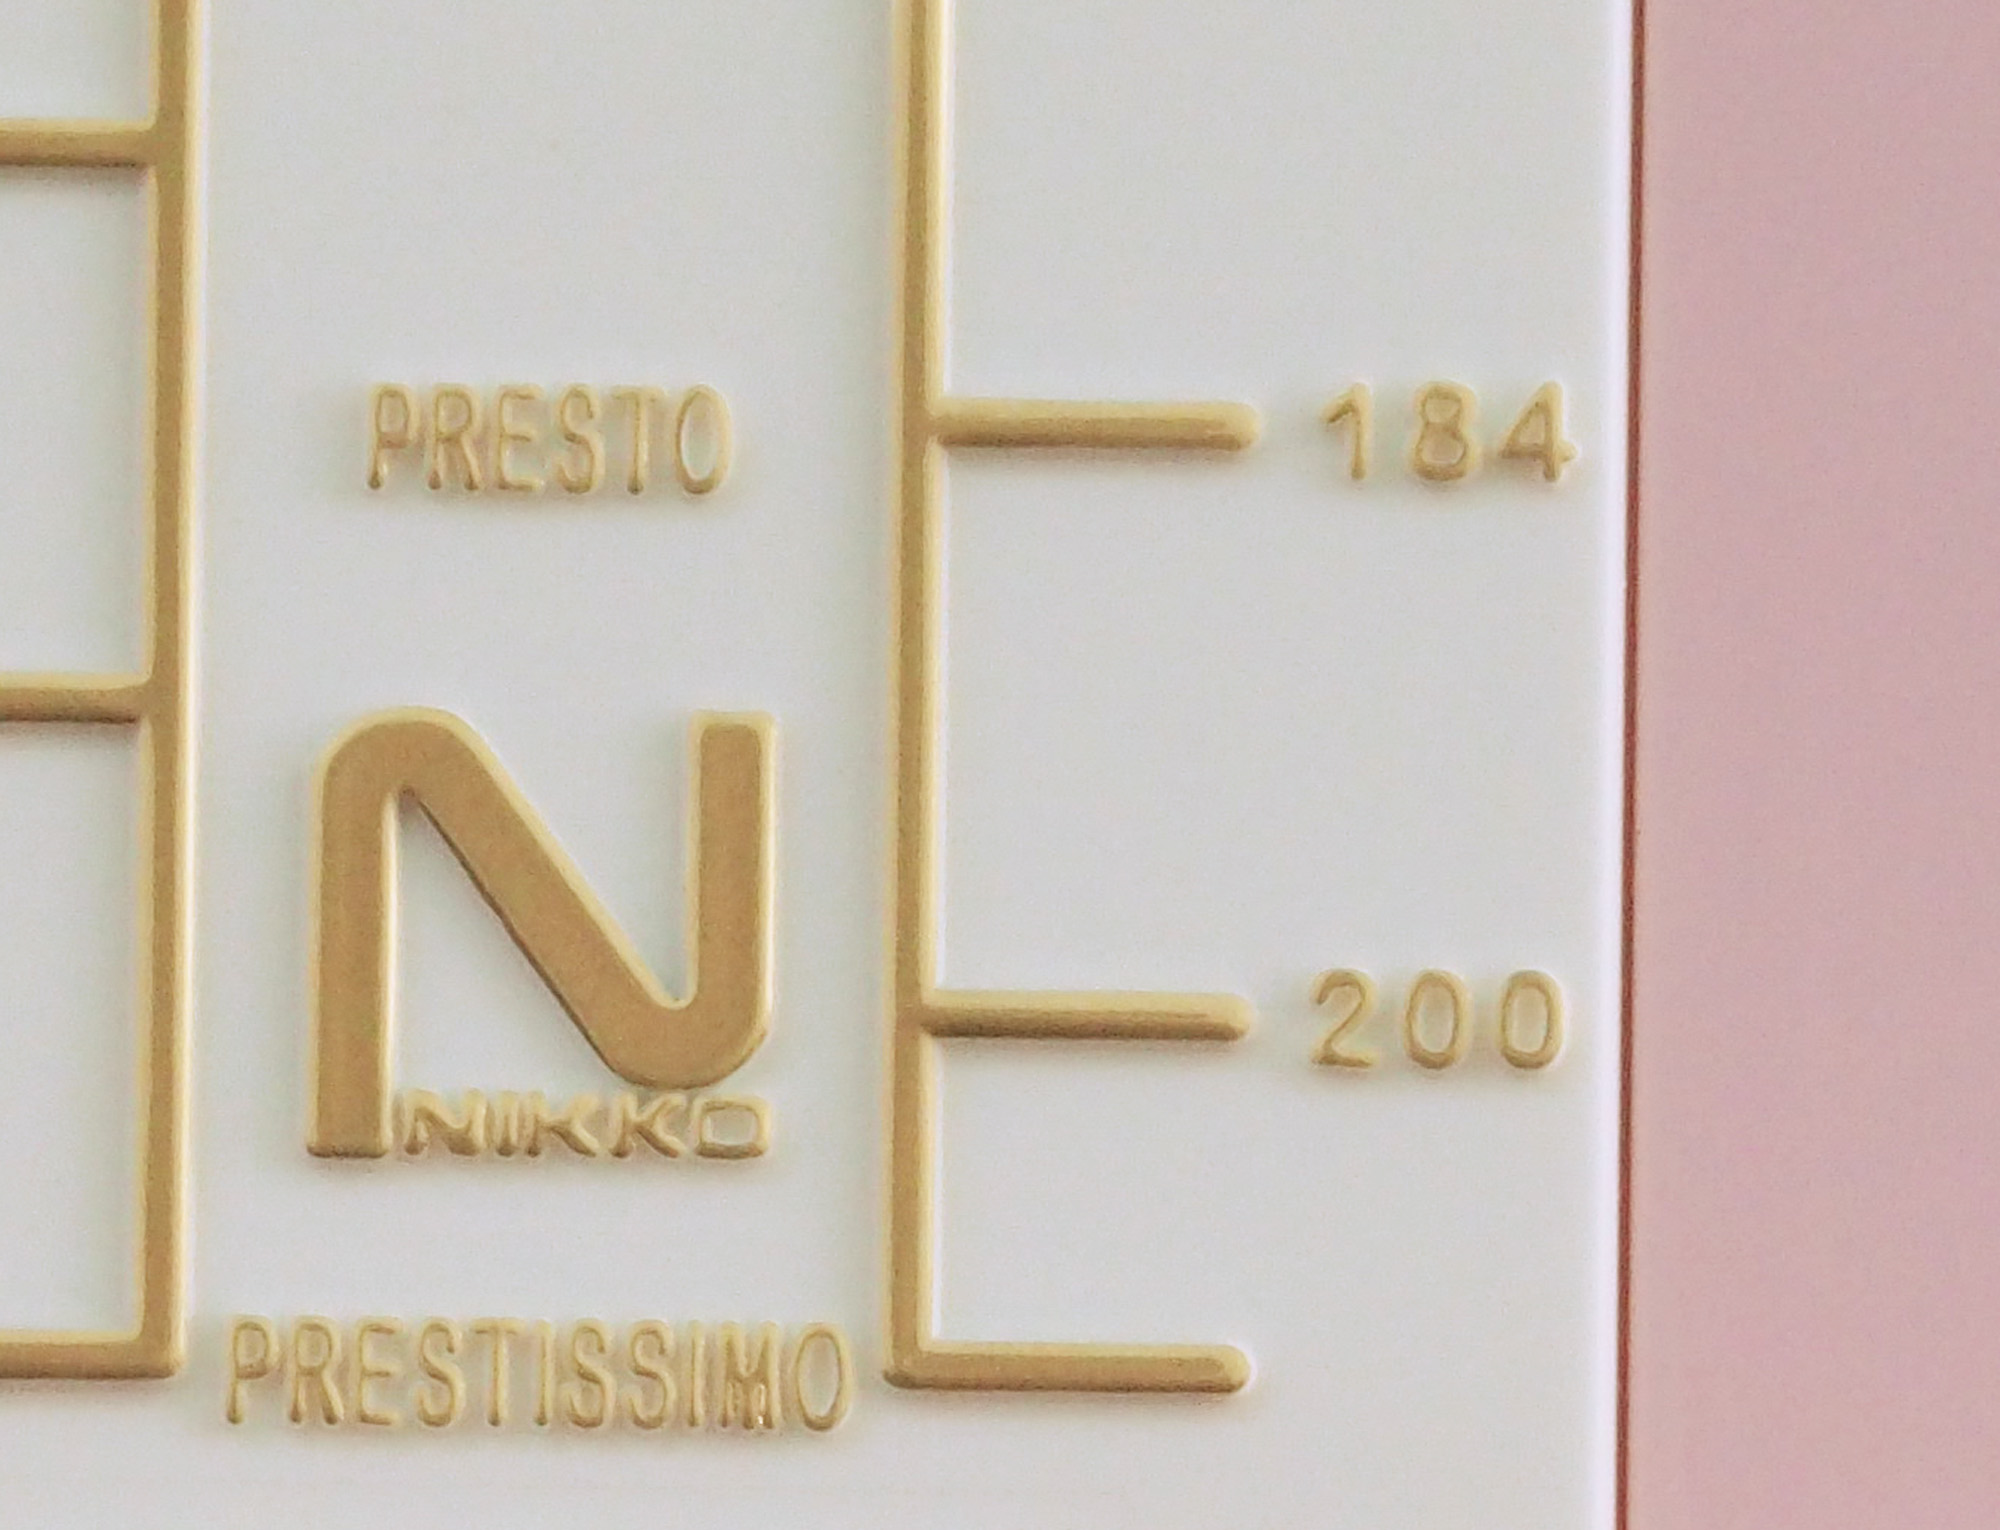 PRESTO
184
N
200
NIKKO
PRESTISSIMO